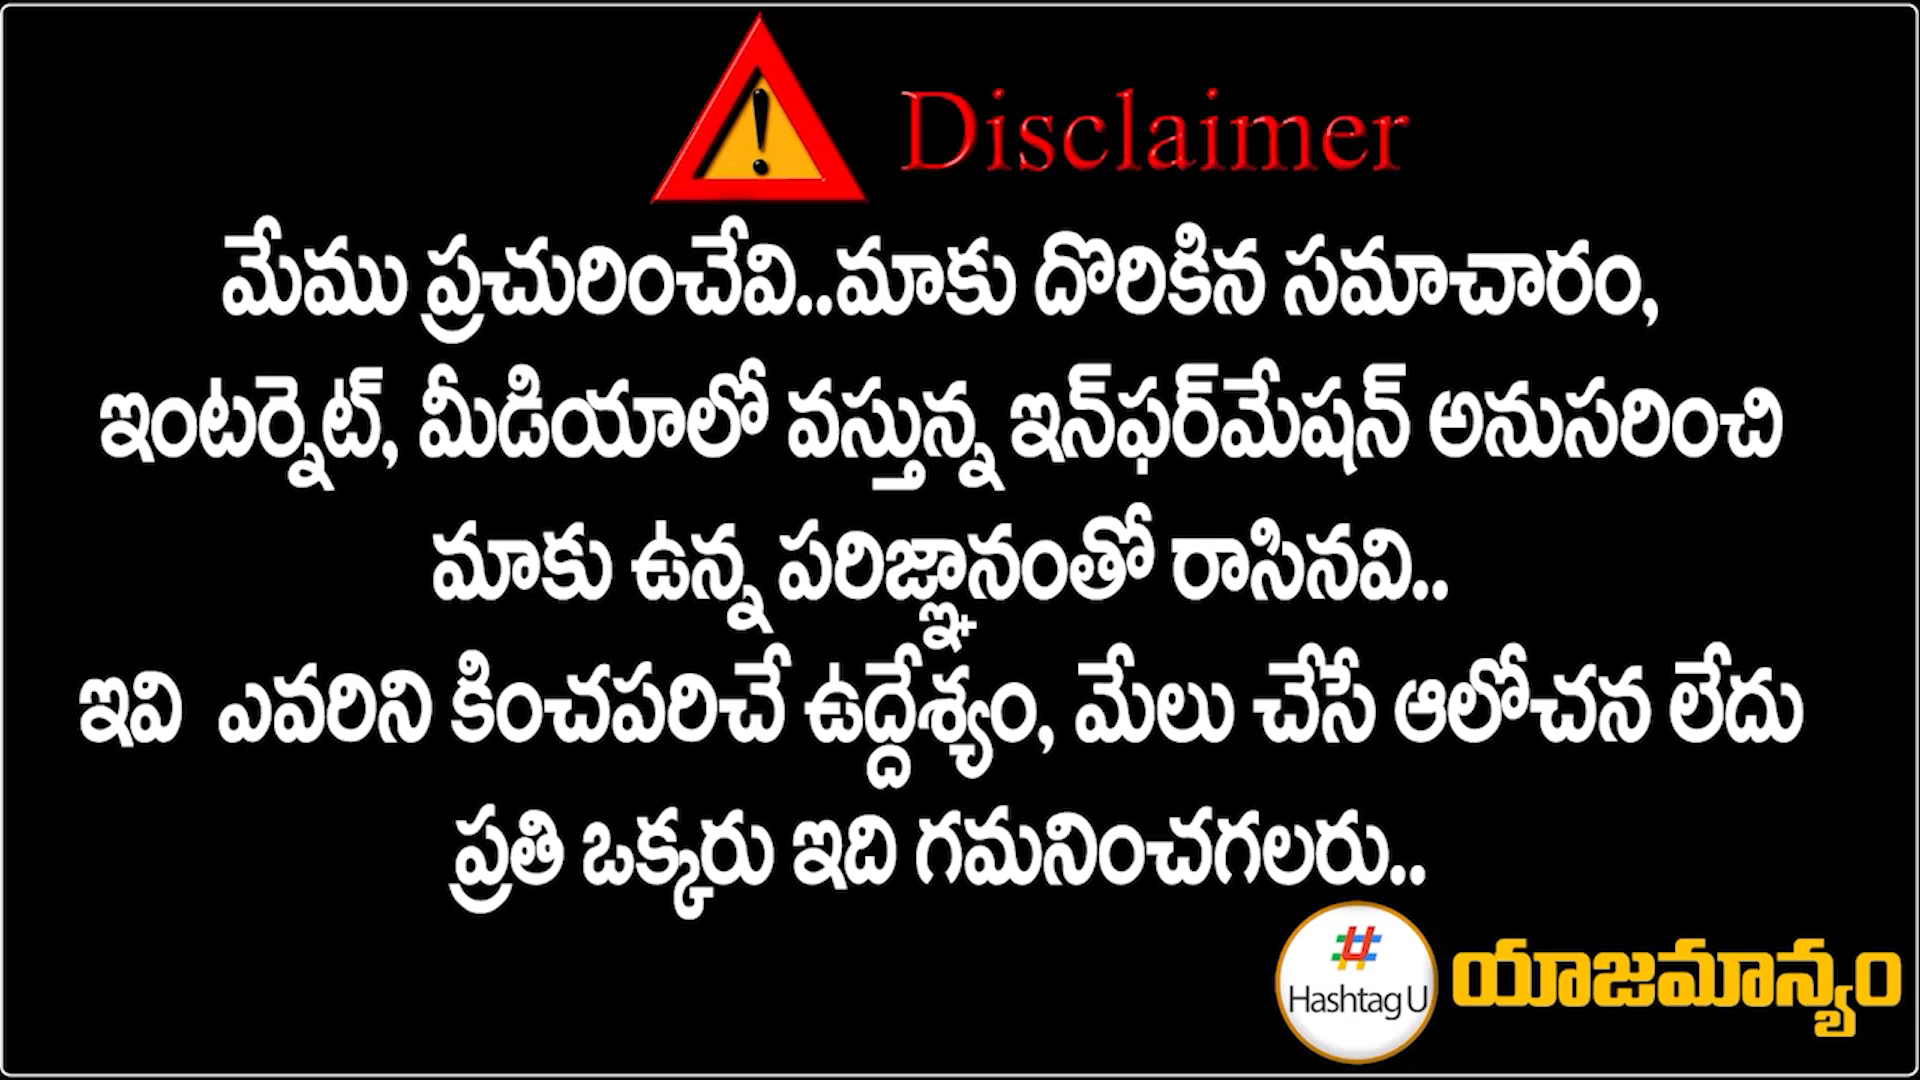 Disclaimer
మేము ప్రచురించేవి..మాకు దొరికిన సమాచారం,
ఇంటర్నెట్, మీడియాలో వస్తున్న ఇన్‌ఫర్‌మేషన్ అనుసరించి
మాకు ఉన్న పరిజ్ఞానంతో రాసినవి..
ఇవి ఎవరిని కించపరిచే ఉద్దేశ్యం, మేలు చేసే ఆలోచన లేదు
ప్రతి ఒక్కరు ఇది గమనించగలరు..
# Hashtag U
యాజమాన్యం